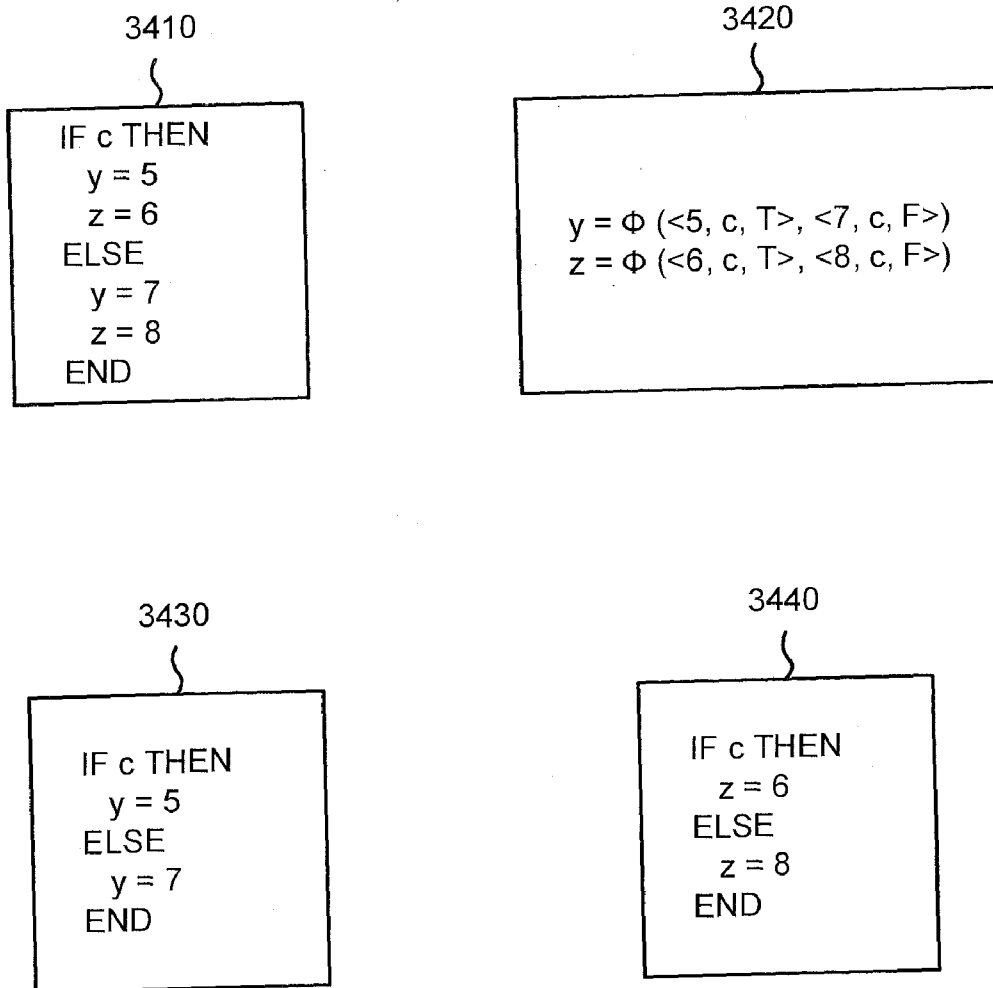 3410
IF c THEN
y = 5
z = 6
ELSE
y = 7
z = 8
END
3420
y = Φ (<5, c, T>, <7, c, F>)
z = Φ (<6, c, T>, <8, c, F>)
3430
IF c THEN
y = 5
ELSE
y = 7
END
3440
IF c THEN
z = 6
ELSE
z = 8
END